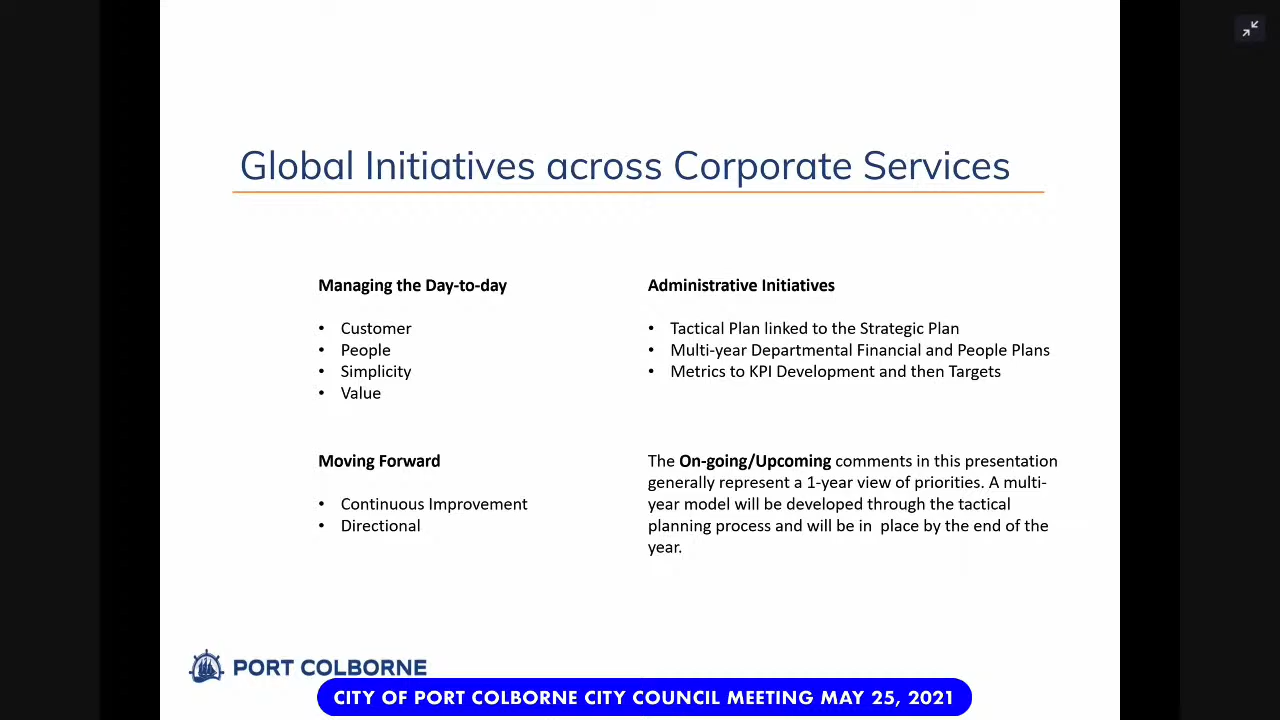 Global Initiatives across Corporate Services
Managing the Day-to-day
• Customer
• People
• Simplicity
• Value
Administrative Initiatives
• Tactical Plan linked to the Strategic Plan
• Multi-year Departmental Financial and People Plans
• Metrics to KPI Development and then Targets
Moving Forward
• Continuous Improvement
• Directional
The On-going/Upcoming comments in this presentation
generally represent a 1-year view of priorities. A multi-
year model will be developed through the tactical
planning process and will be in place by the end of the
year.
PORT COLBORNE
CITY OF PORT COLBORNE CITY COUNCIL MEETING MAY 25, 2021